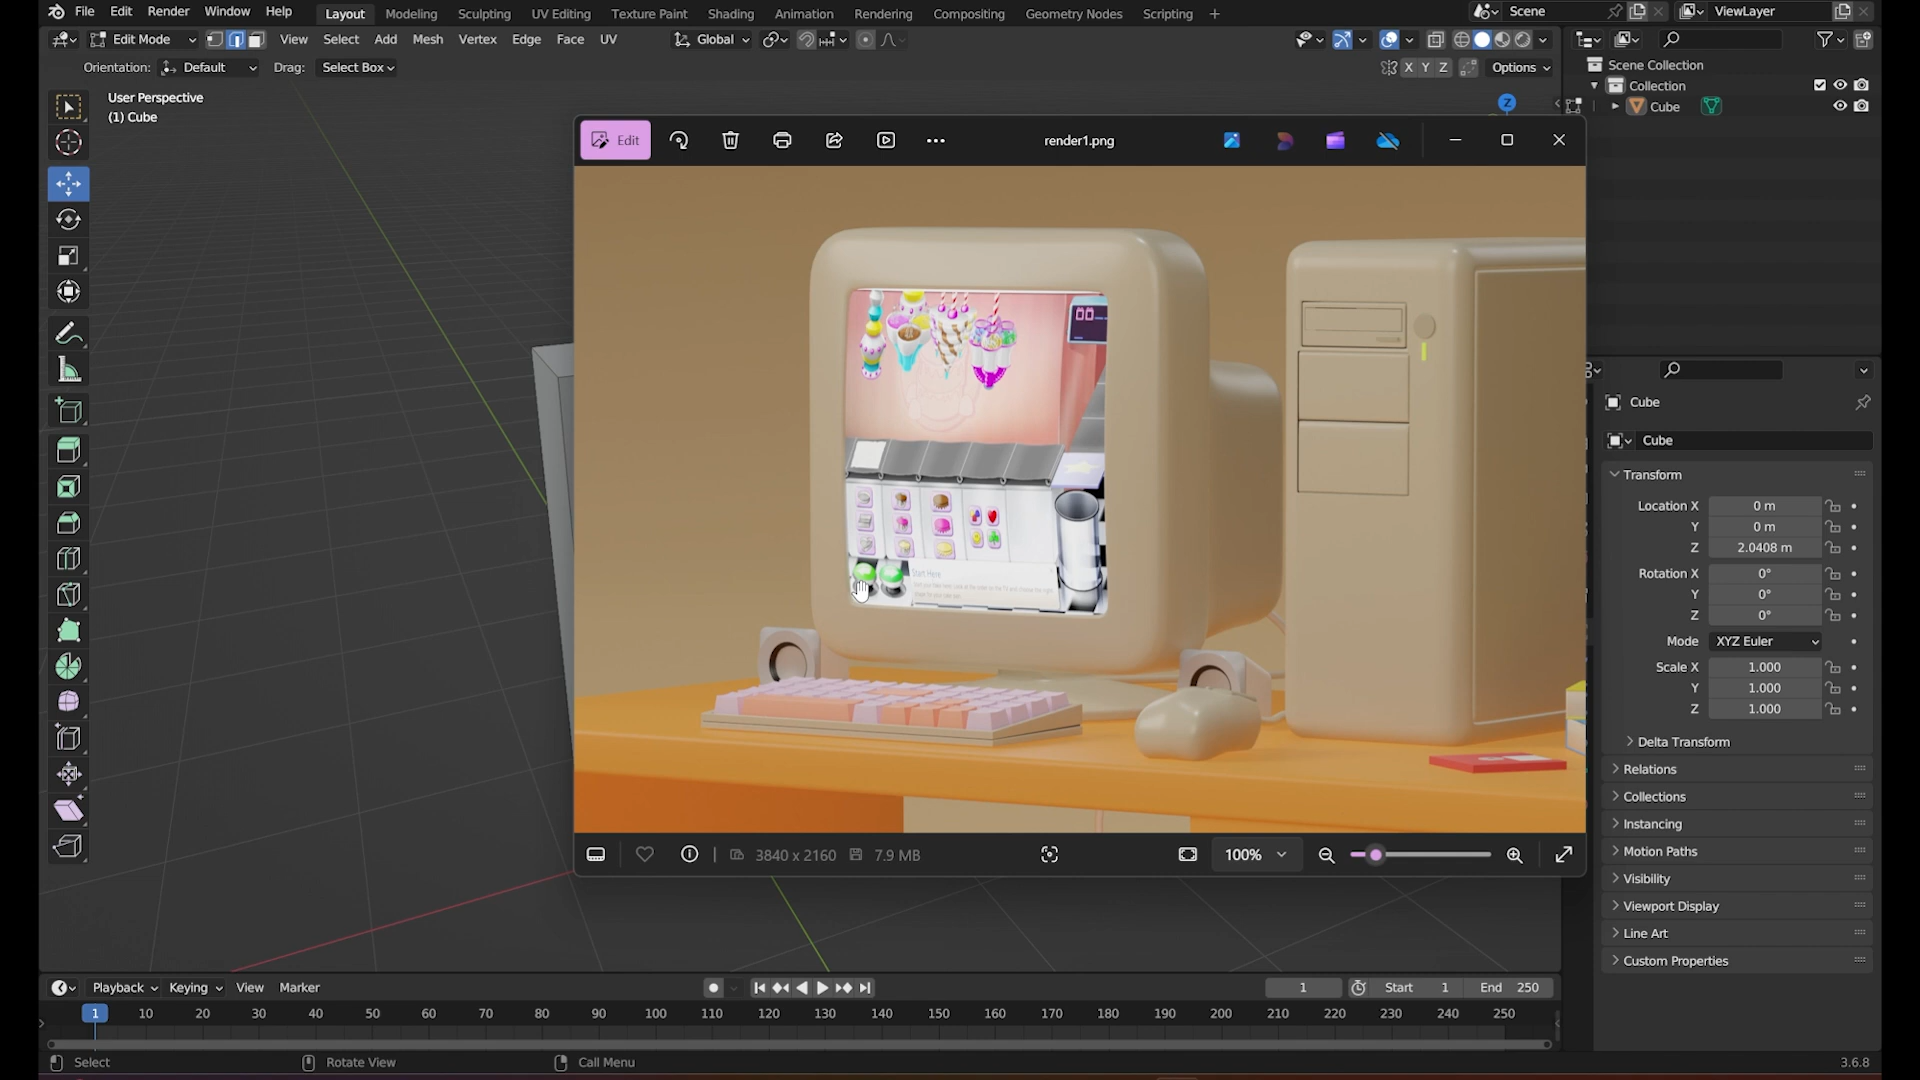 File Edit Render Window Help Layout Modeling Sculpting UV Editing Texture Paint Shading Animation Rendering Compositing Geometry Nodes Scripting + Scene ViewLayer
Edit Mode View Select Add Mesh Vertex Edge Face UV Global
Orientation: Default Drag: Select Box X Y Z Options
User Perspective
(1) Cube
Z
Scene Collection
Collection
Cube
Edit render1.png
Start Here
3840 x 2160 7.9 MB 100%
Cube
Cube
Transform
Location X 0 m
Y 0 m
Z 2.0408 m
Rotation X 0°
Y 0°
Z 0°
Mode XYZ Euler
Scale X 1.000
Y 1.000
Z 1.000
Delta Transform
Relations
Collections
Instancing
Motion Paths
Visibility
Viewport Display
Line Art
Custom Properties
Playback Keying View Marker 1 Start 1 End 250
1 10 20 30 40 50 60 70 80 90 100 110 120 130 140 150 160 170 180 190 200 210 220 230 240 250
Select Rotate View Call Menu 3.6.8